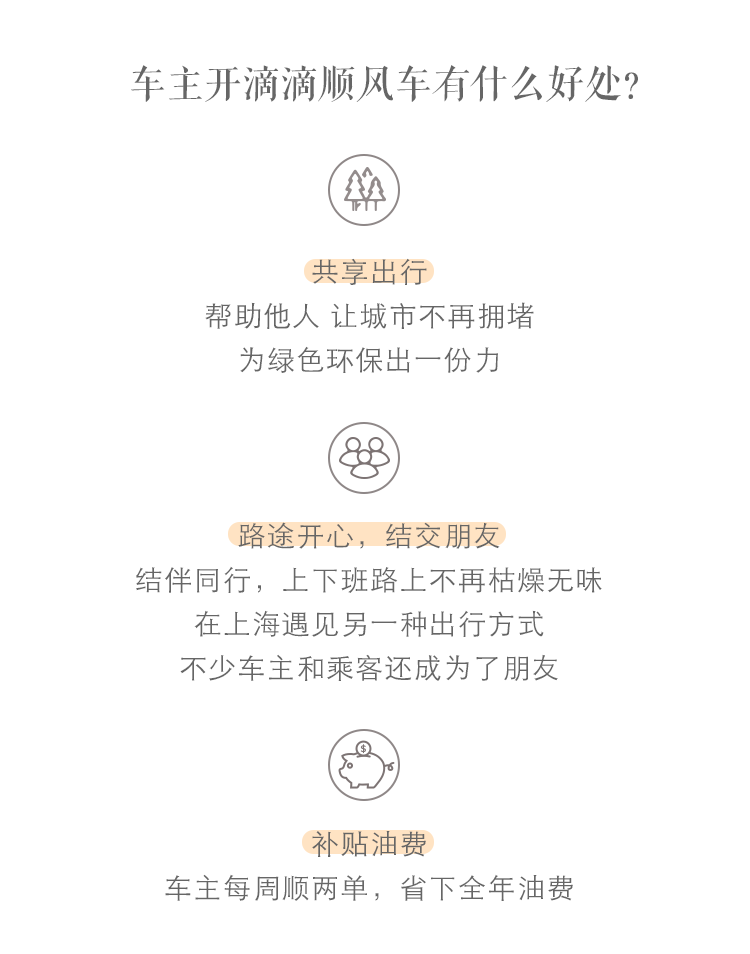 车主开滴滴顺风车有什么好处?
共享出行
帮助他人 让城市不再拥堵
为绿色环保出一份力
路途开心，结交朋友
结伴同行，上下班路上不再枯燥无味
在上海遇见另一种出行方式
不少车主和乘客还成为了朋友
$
补贴油费
车主每周顺两单，省下全年油费